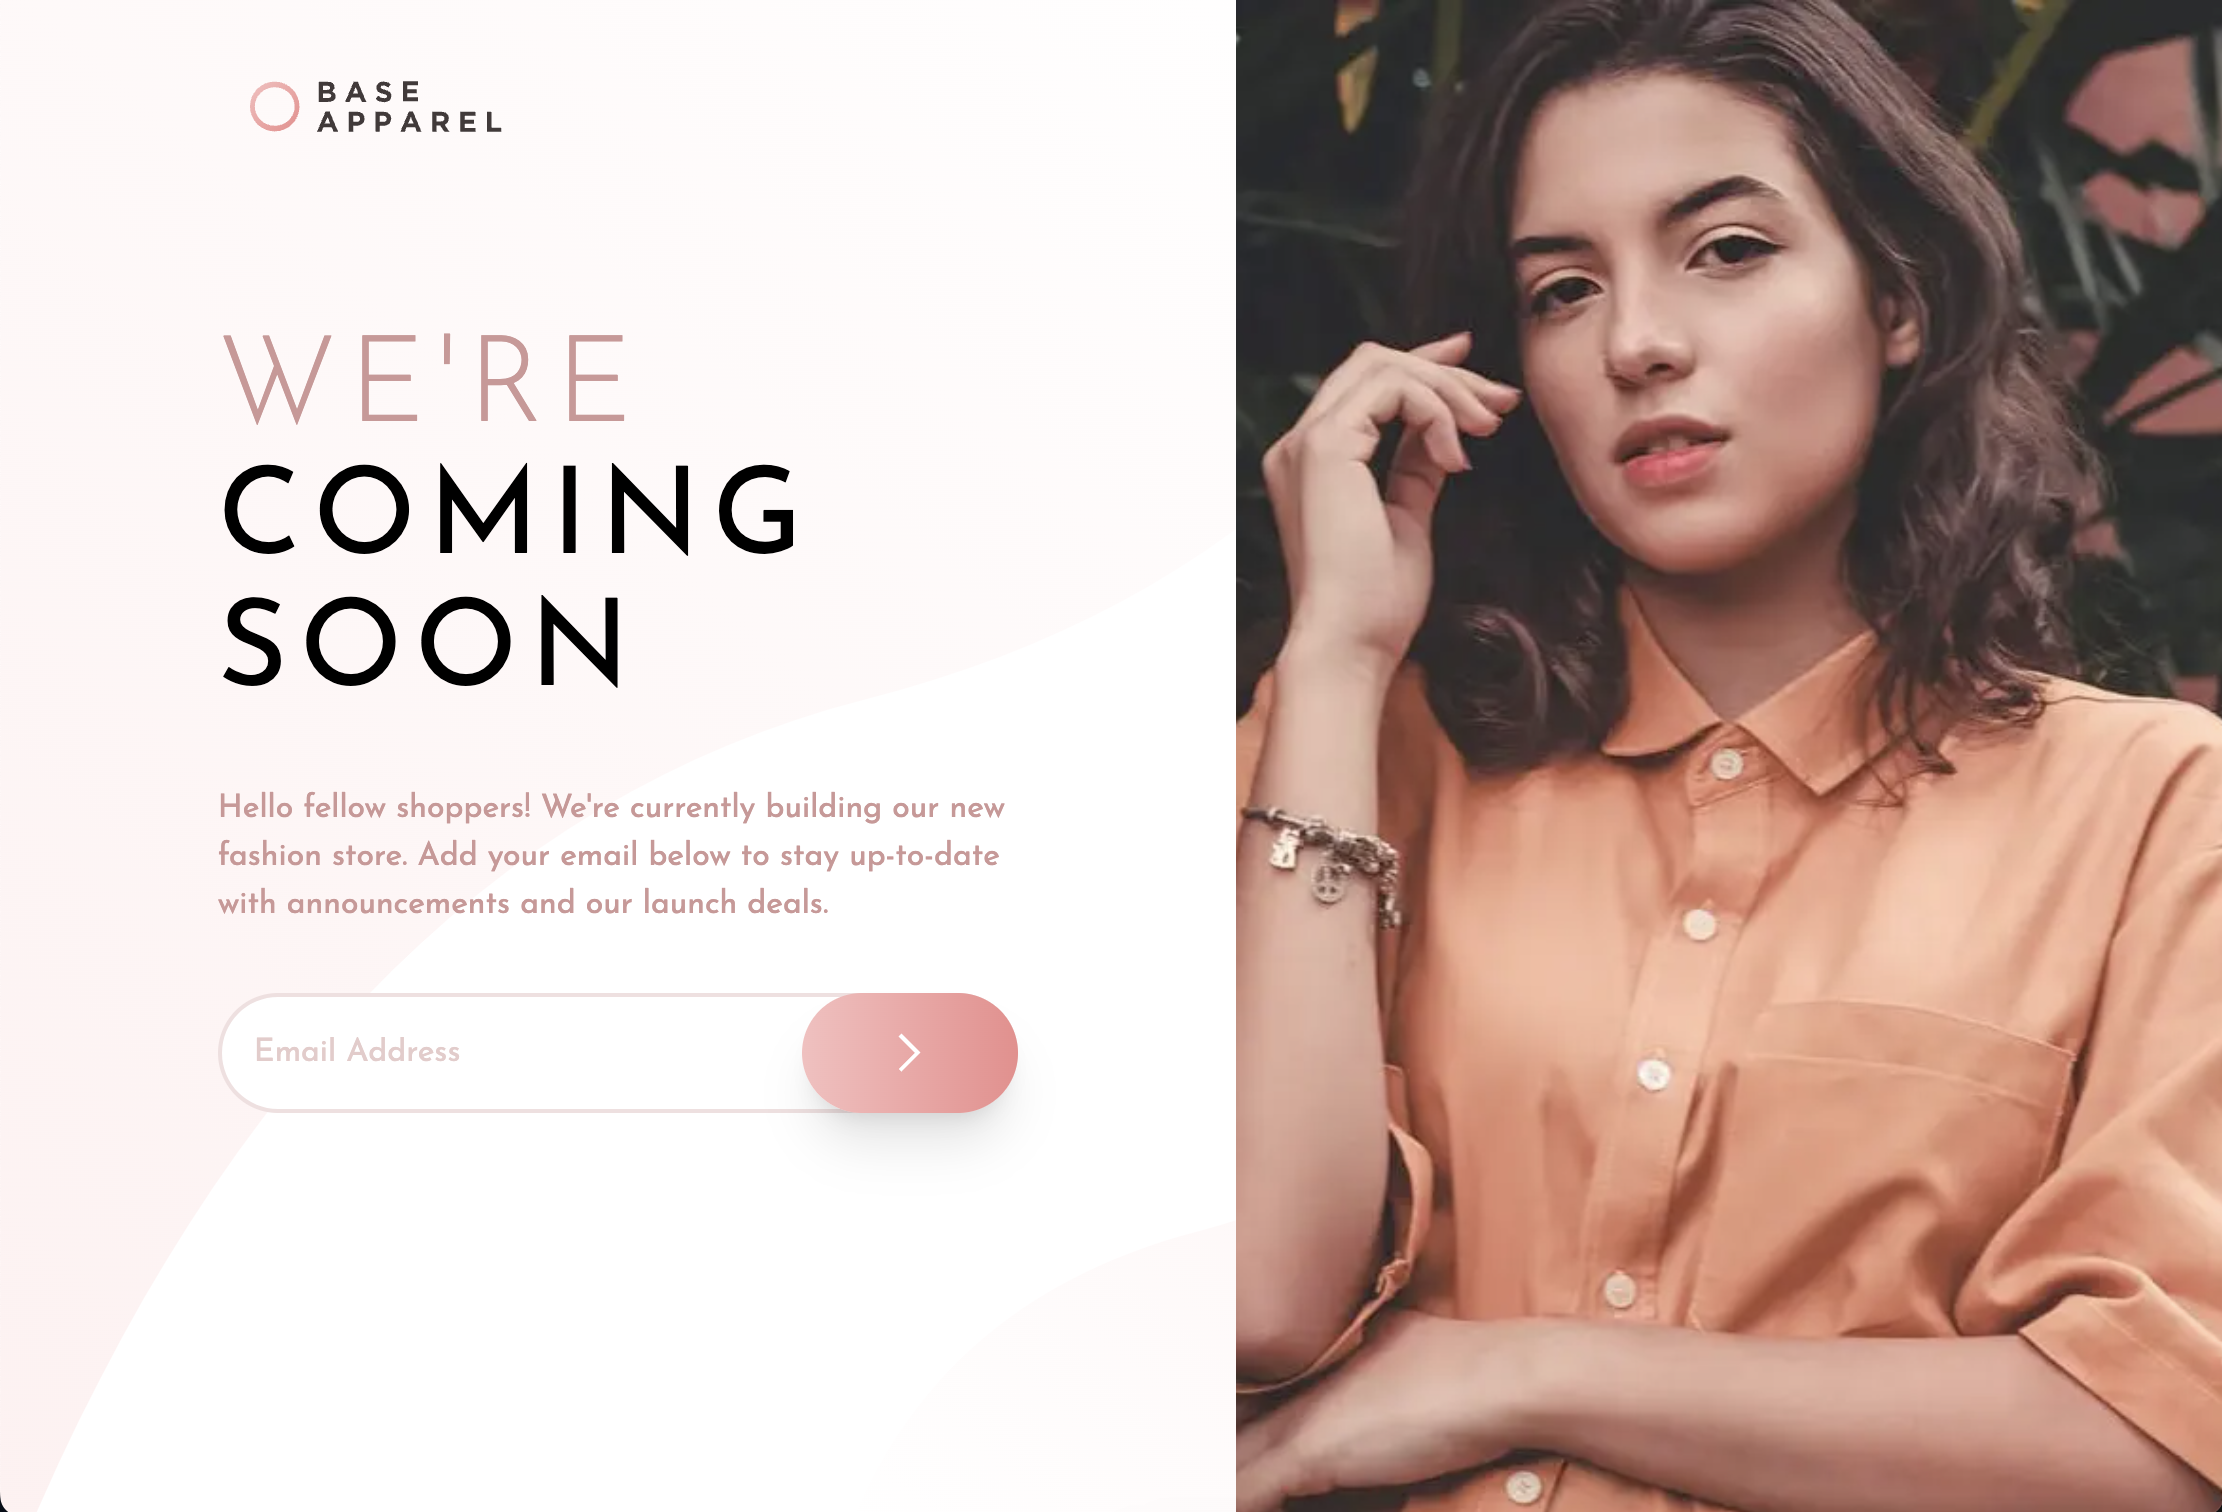 BASE
APPAREL
WE'RE
COMING
SOON
Hello fellow shoppers! We're currently building our new
fashion store. Add your email below to stay up-to-date
with announcements and our launch deals.
Email Address